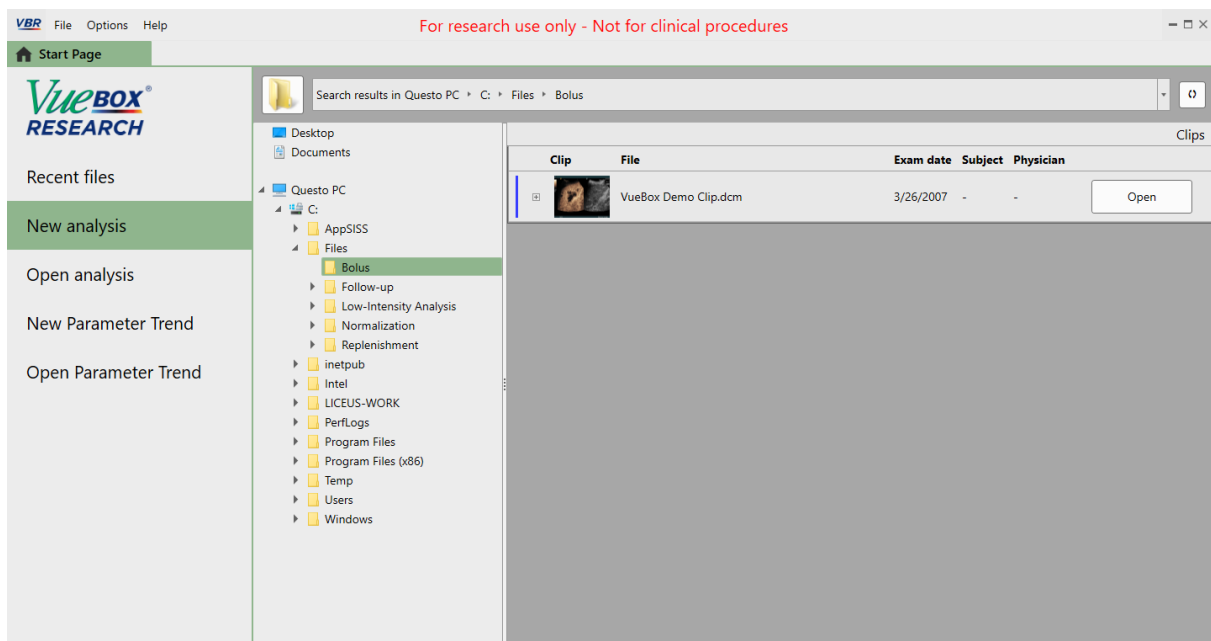 VBR File Options Help For research use only - Not for clinical procedures
Start Page
VUEBOX®
RESEARCH
Recent files
New analysis
Open analysis
New Parameter Trend
Open Parameter Trend
Search results in Questo PC C: Files Bolus
Desktop
Documents
Questo PC
C:
AppSISS
Files
Bolus
Follow-up
Low-Intensity Analysis
Normalization
Replenishment
inetpub
Intel
LICEUS-WORK
PerfLogs
Program Files
Program Files (x86)
Temp
Users
Windows
Clips
Clip File Exam date Subject Physician
VueBox Demo Clip.dcm 3/26/2007 - - Open